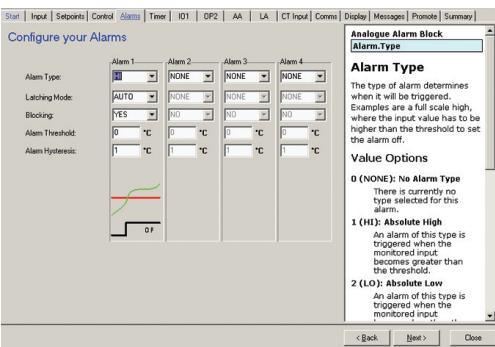 Start Input Setpoints Control Alarms Timer IO1 OP2 AA LA CT Input Comms Display Messages Promote Summary
Configure your Alarms
Alarm 1 Alarm 2 Alarm 3 Alarm 4
Alarm Type: HI NONE NONE NONE
Latching Mode: AUTO NONE NONE NONE
Blocking: YES NO NO NO
Alarm Threshold: 0 °C 0 °C 0 °C 0 °C
Alarm Hysteresis: 1 °C 1 °C 1 °C 1 °C
OP
Analogue Alarm Block
Alarm.Type
Alarm Type
The type of alarm determines
when it will be triggered.
Examples are a full scale high,
where the input value has to be
higher than the threshold to set
the alarm off.
Value Options
0 (NONE): No Alarm Type
There is currently no
type selected for this
alarm.
1 (HI): Absolute High
An alarm of this type is
triggered when the
monitored input
becomes greater than
the threshold.
2 (LO): Absolute Low
An alarm of this type is
triggered when the
monitored input
< Back Next > Close